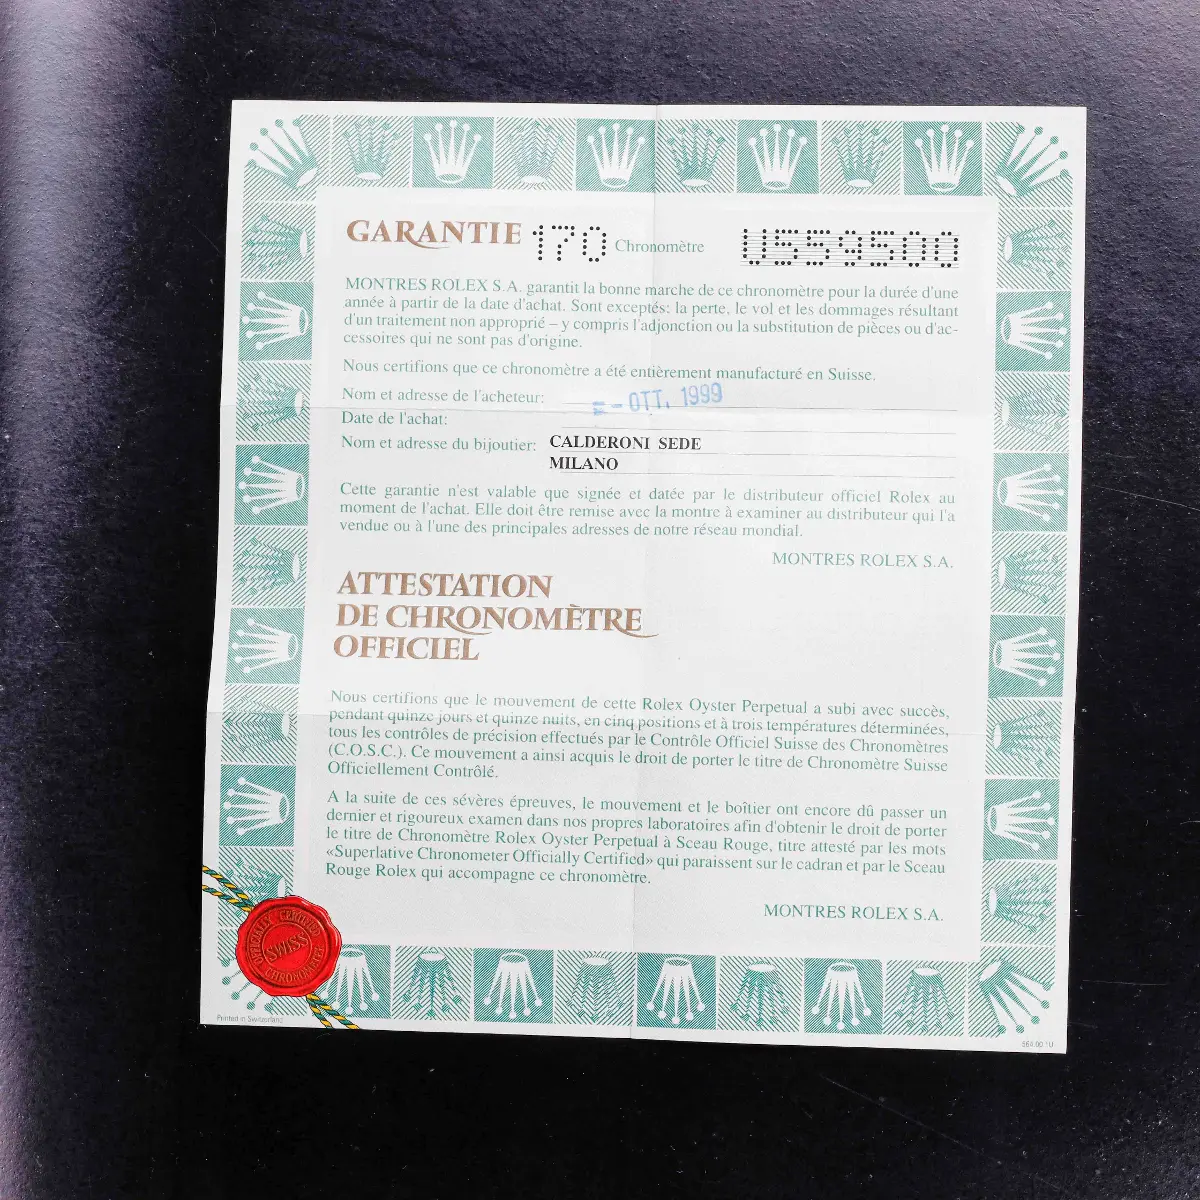 GARANTIE 170 Chronomètre U559500
MONTRES ROLEX S.A. garantit la bonne marche de ce chronomètre pour la durée d'une
année à partir de la date d'achat. Sont exceptés: la perte, le vol et les dommages résultant
d'un traitement non approprié – y compris l'adjonction ou la substitution de pièces ou d'ac-
cessoires qui ne sont pas d'origine.
Nous certifions que ce chronomètre a été entièrement manufacturé en Suisse.
Nom et adresse de l'acheteur:
- OTT. 1999
Date de l'achat:
Nom et adresse du bijoutier: CALDERONI SEDE
MILANO
Cette garantie n'est valable que signée et datée par le distributeur officiel Rolex au
moment de l'achat. Elle doit être remise avec la montre à examiner au distributeur qui l'a
vendue ou à l'une des principales adresses de notre réseau mondial.
MONTRES ROLEX S.A.
ATTESTATION
DE CHRONOMÈTRE
OFFICIEL
Nous certifions que le mouvement de cette Rolex Oyster Perpetual a subi avec succès,
pendant quinze jours et quinze nuits, en cinq positions et à trois températures déterminées,
tous les contrôles de précision effectués par le Contrôle Officiel Suisse des Chronomètres
(C.O.S.C.). Ce mouvement a ainsi acquis le droit de porter le titre de Chronomètre Suisse
Officiellement Contrôlé.
A la suite de ces sévères épreuves, le mouvement et le boîtier ont encore dû passer un
dernier et rigoureux examen dans nos propres laboratoires afin d'obtenir le droit de porter
le titre de Chronomètre Rolex Oyster Perpetual à Sceau Rouge, titre attesté par les mots
«Superlative Chronometer Officially Certified» qui paraissent sur le cadran et par le Sceau
Rouge Rolex qui accompagne ce chronomètre.
MONTRES ROLEX S.A.
OFFICIALLY CERTIFIED
SWISS
CHRONOMETER
Printed in Switzerland
564.00.1U